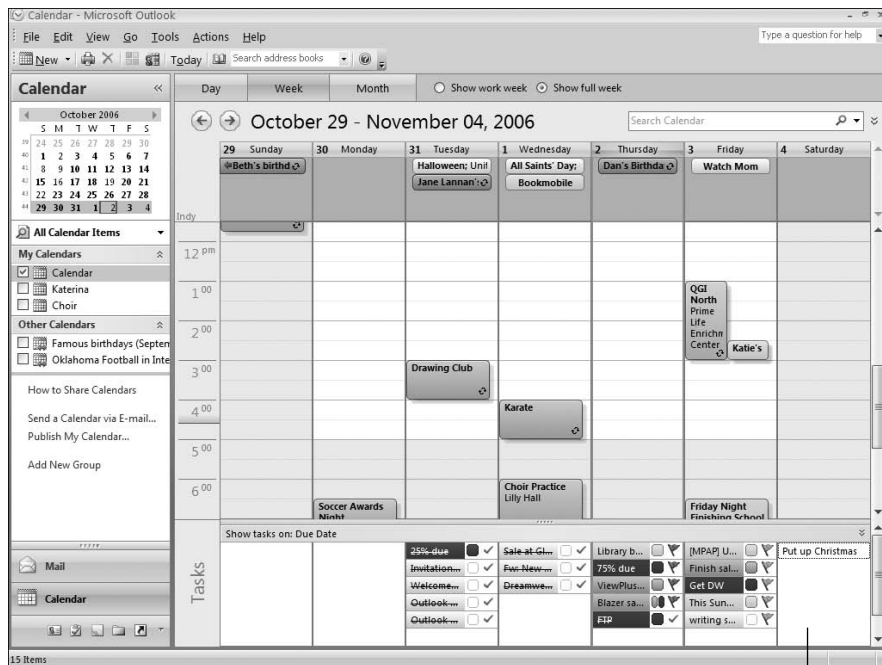 Calendar - Microsoft Outlook
File Edit View Go Tools Actions Help
Type a question for help
New Today Search address books
Calendar
Day Week Month Show work week Show full week
October 2006
S M T W T F S
39 24 25 26 27 28 29 30
40 1 2 3 4 5 6 7
41 8 9 10 11 12 13 14
42 15 16 17 18 19 20 21
43 22 23 24 25 26 27 28
44 29 30 31 1 2 3 4
All Calendar Items
My Calendars
Calendar
Katerina
Choir
Other Calendars
Famous birthdays (Septen
Oklahoma Football in Inte
How to Share Calendars
Send a Calendar via E-mail...
Publish My Calendar...
Add New Group
Mail
Calendar
October 29 - November 04, 2006
Search Calendar
29 Sunday 30 Monday 31 Tuesday 1 Wednesday 2 Thursday 3 Friday 4 Saturday
Beth's birthd Halloween; Unit All Saints' Day; Dan's Birthda Watch Mom
Jane Lannan's Bookmobile
Indy
12 pm
1 00
QGI
North
Prime
Life
Enrichn
Center
Katie's
2 00
3 00
Drawing Club
4 00
Karate
5 00
6 00
Choir Practice
Lilly Hall
Soccer Awards
Night
Friday Night
Finishing School
Show tasks on: Due Date
Tasks
25% due Sale at Gl... Library b... [MPAP] U... Put up Christmas
Invitation... Fw: New ... 75% due Finish sal...
Welcome... Dreamwe... ViewPlus... Get DW
Outlook ... Blazer sa... This Sun...
Outlook ... FTP writing s...
15 Items